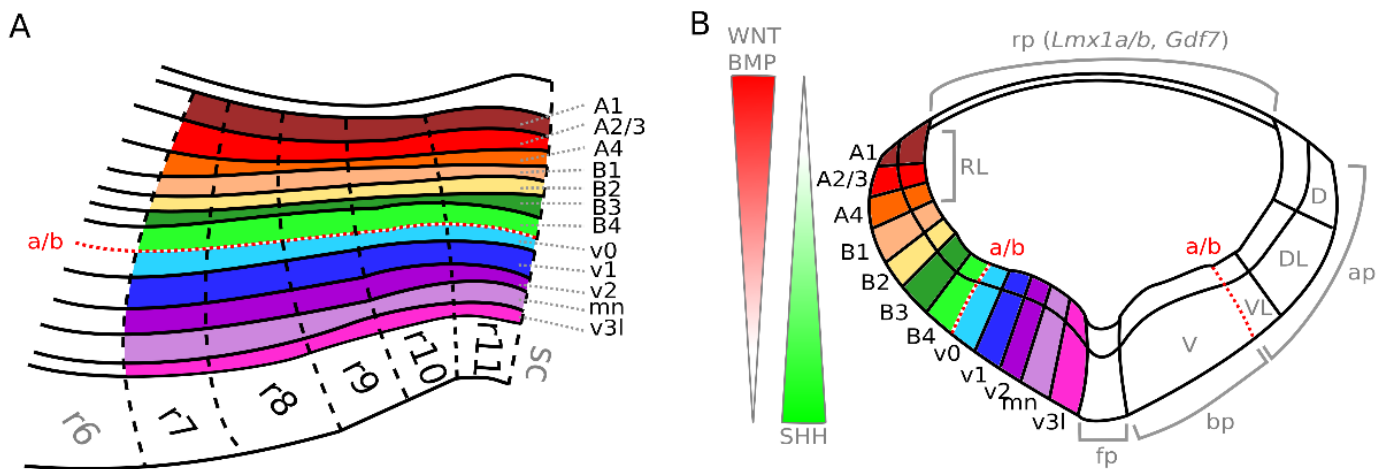 A
A1
A2/3
A4
B1
B2
B3
B4
a/b
v0
v1
v2
mn
v3l
r6
r7
r8
r9
r10
r11
SC
B
WNT
BMP
SHH
rp (Lmx1a/b, Gdf7)
RL
A1
A2/3
A4
B1
B2
B3
B4
v0
v1
v2
mn
v3l
a/b
a/b
D
DL
VL
V
ap
bp
fp